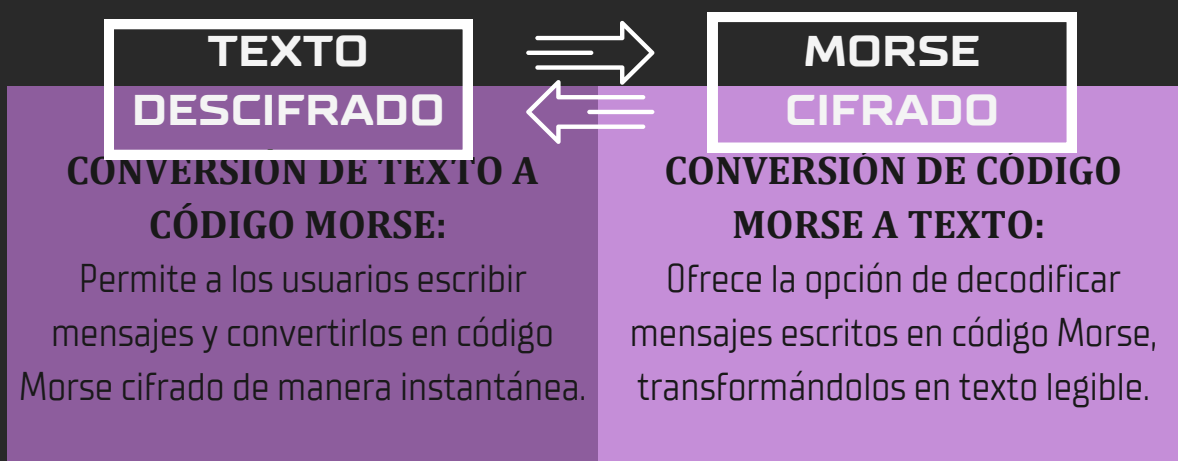 TEXTO
DESCIFRADO
MORSE
CIFRADO
CONVERSIÓN DE TEXTO A
CÓDIGO MORSE:
Permite a los usuarios escribir
mensajes y convertirlos en código
Morse cifrado de manera instantánea.
CONVERSIÓN DE CÓDIGO
MORSE A TEXTO:
Ofrece la opción de decodificar
mensajes escritos en código Morse,
transformándolos en texto legible.